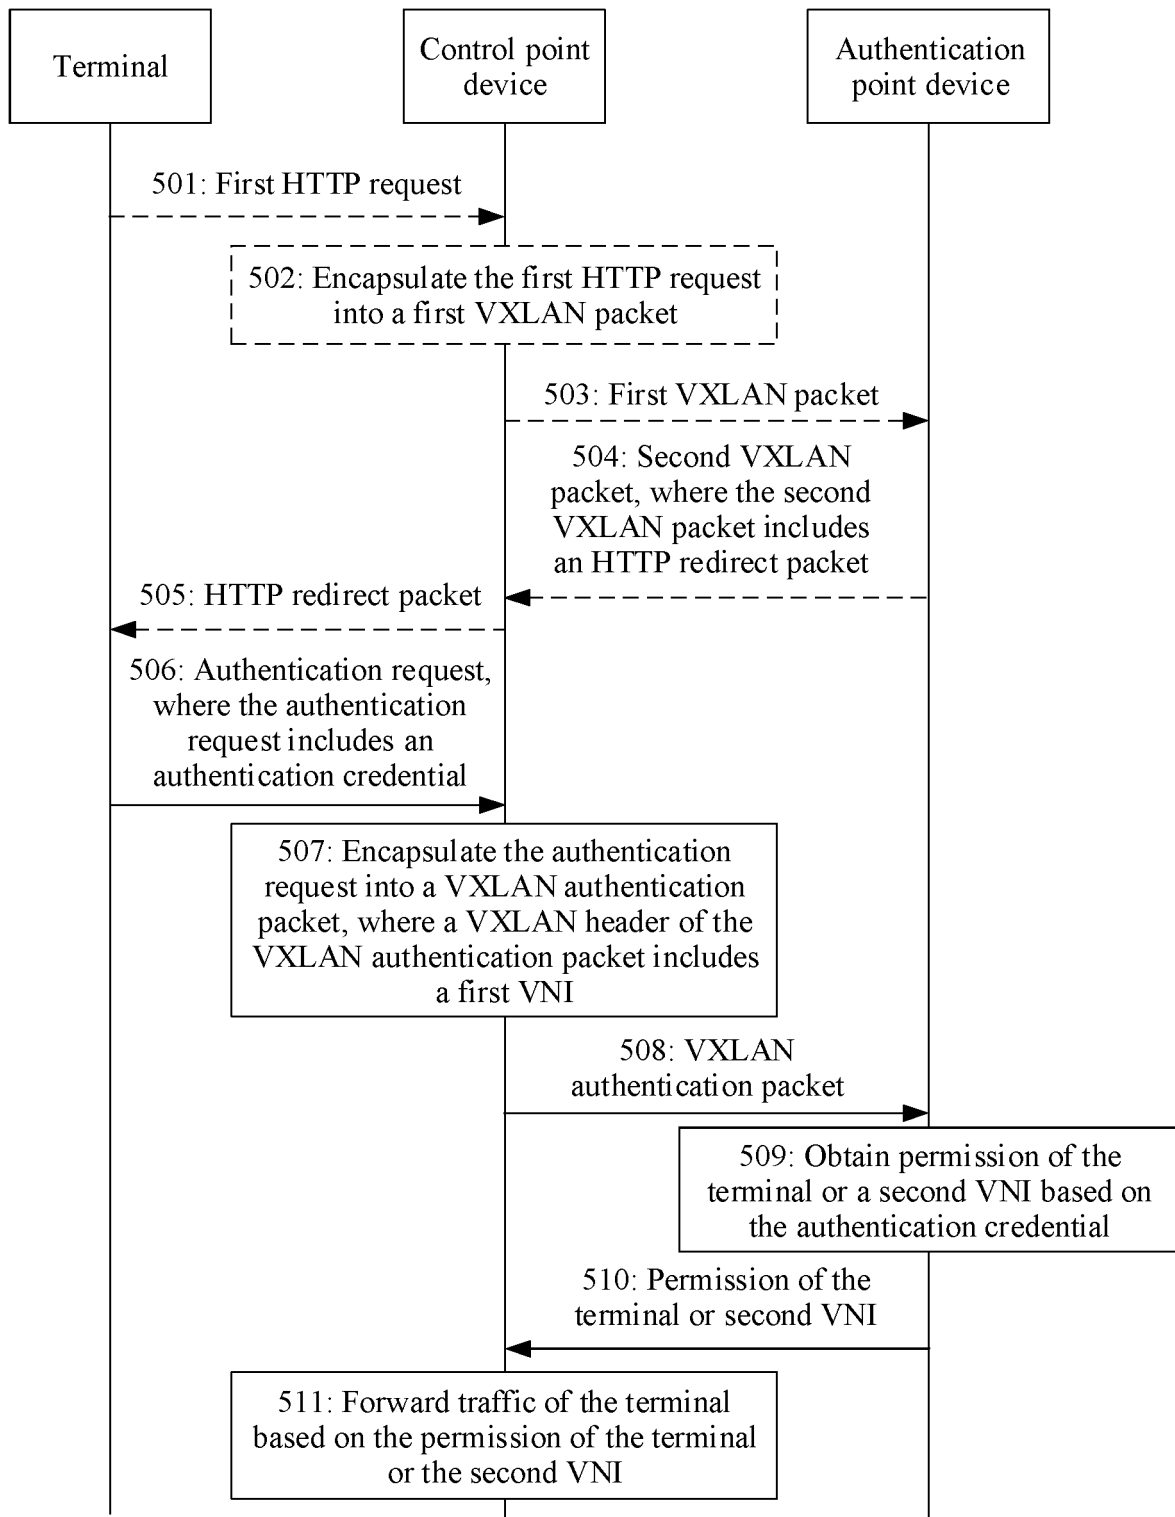 Terminal
Control point
device
Authentication
point device
501: First HTTP request
502: Encapsulate the first HTTP request
into a first VXLAN packet
503: First VXLAN packet
504: Second VXLAN
packet, where the second
VXLAN packet includes
an HTTP redirect packet
505: HTTP redirect packet
506: Authentication request,
where the authentication
request includes an
authentication credential
507: Encapsulate the authentication
request into a VXLAN authentication
packet, where a VXLAN header of the
VXLAN authentication packet includes
a first VNI
508: VXLAN
authentication packet
509: Obtain permission of the
terminal or a second VNI based on
the authentication credential
510: Permission of the
terminal or second VNI
511: Forward traffic of the terminal
based on the permission of the terminal
or the second VNI